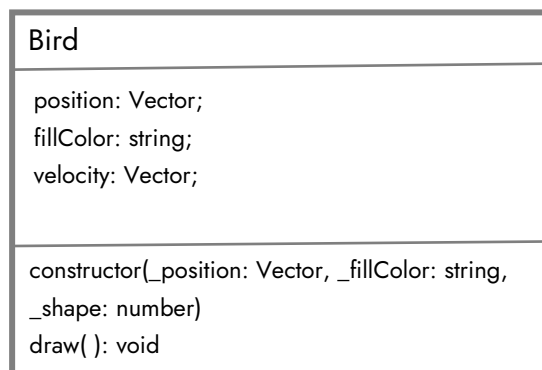 Bird
position: Vector;
fillColor: string;
velocity: Vector;
constructor(_position: Vector, _fillColor: string,
_shape: number)
draw( ): void